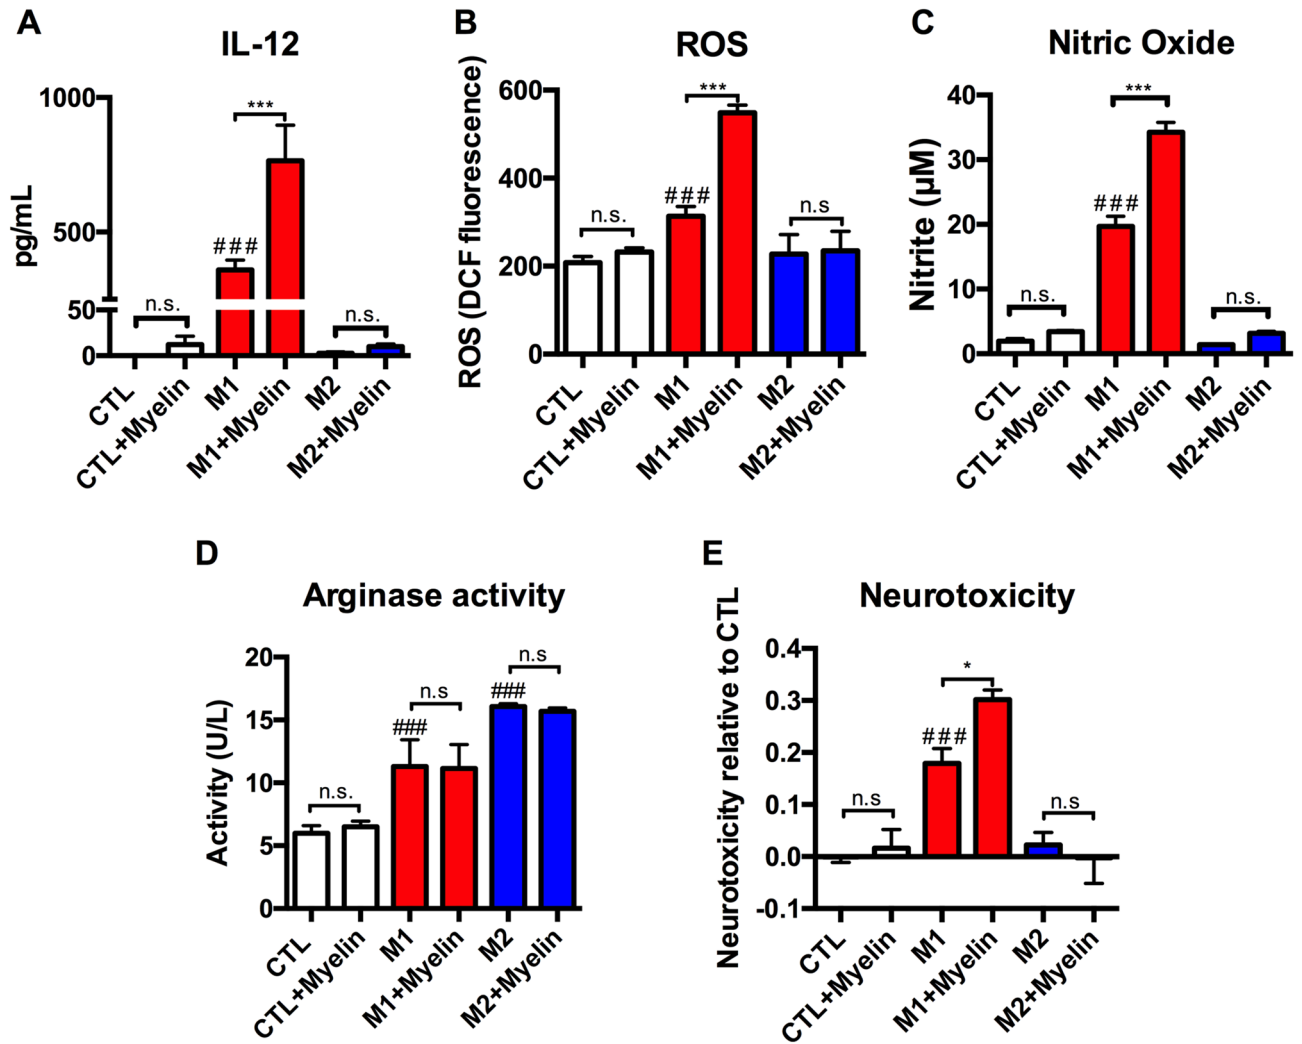 A
IL-12
pg/mL
1000
500
50
0
***
###
n.s.
n.s.
CTL
CTL+Myelin
M1
M1+Myelin
M2
M2+Myelin
B
ROS
ROS (DCF fluorescence)
600
400
200
0
***
###
n.s.
n.s
CTL
CTL+Myelin
M1
M1+Myelin
M2
M2+Myelin
C
Nitric Oxide
Nitrite (µM)
40
30
20
10
0
***
###
n.s.
n.s.
CTL
CTL+Myelin
M1
M1+Myelin
M2
M2+Myelin
D
Arginase activity
Activity (U/L)
20
15
10
5
0
n.s
###
n.s
###
n.s.
CTL
CTL+Myelin
M1
M1+Myelin
M2
M2+Myelin
E
Neurotoxicity
Neurotoxicity relative to CTL
0.4
0.3
0.2
0.1
0.0
-0.1
*
###
n.s
n.s
CTL
CTL+Myelin
M1
M1+Myelin
M2
M2+Myelin